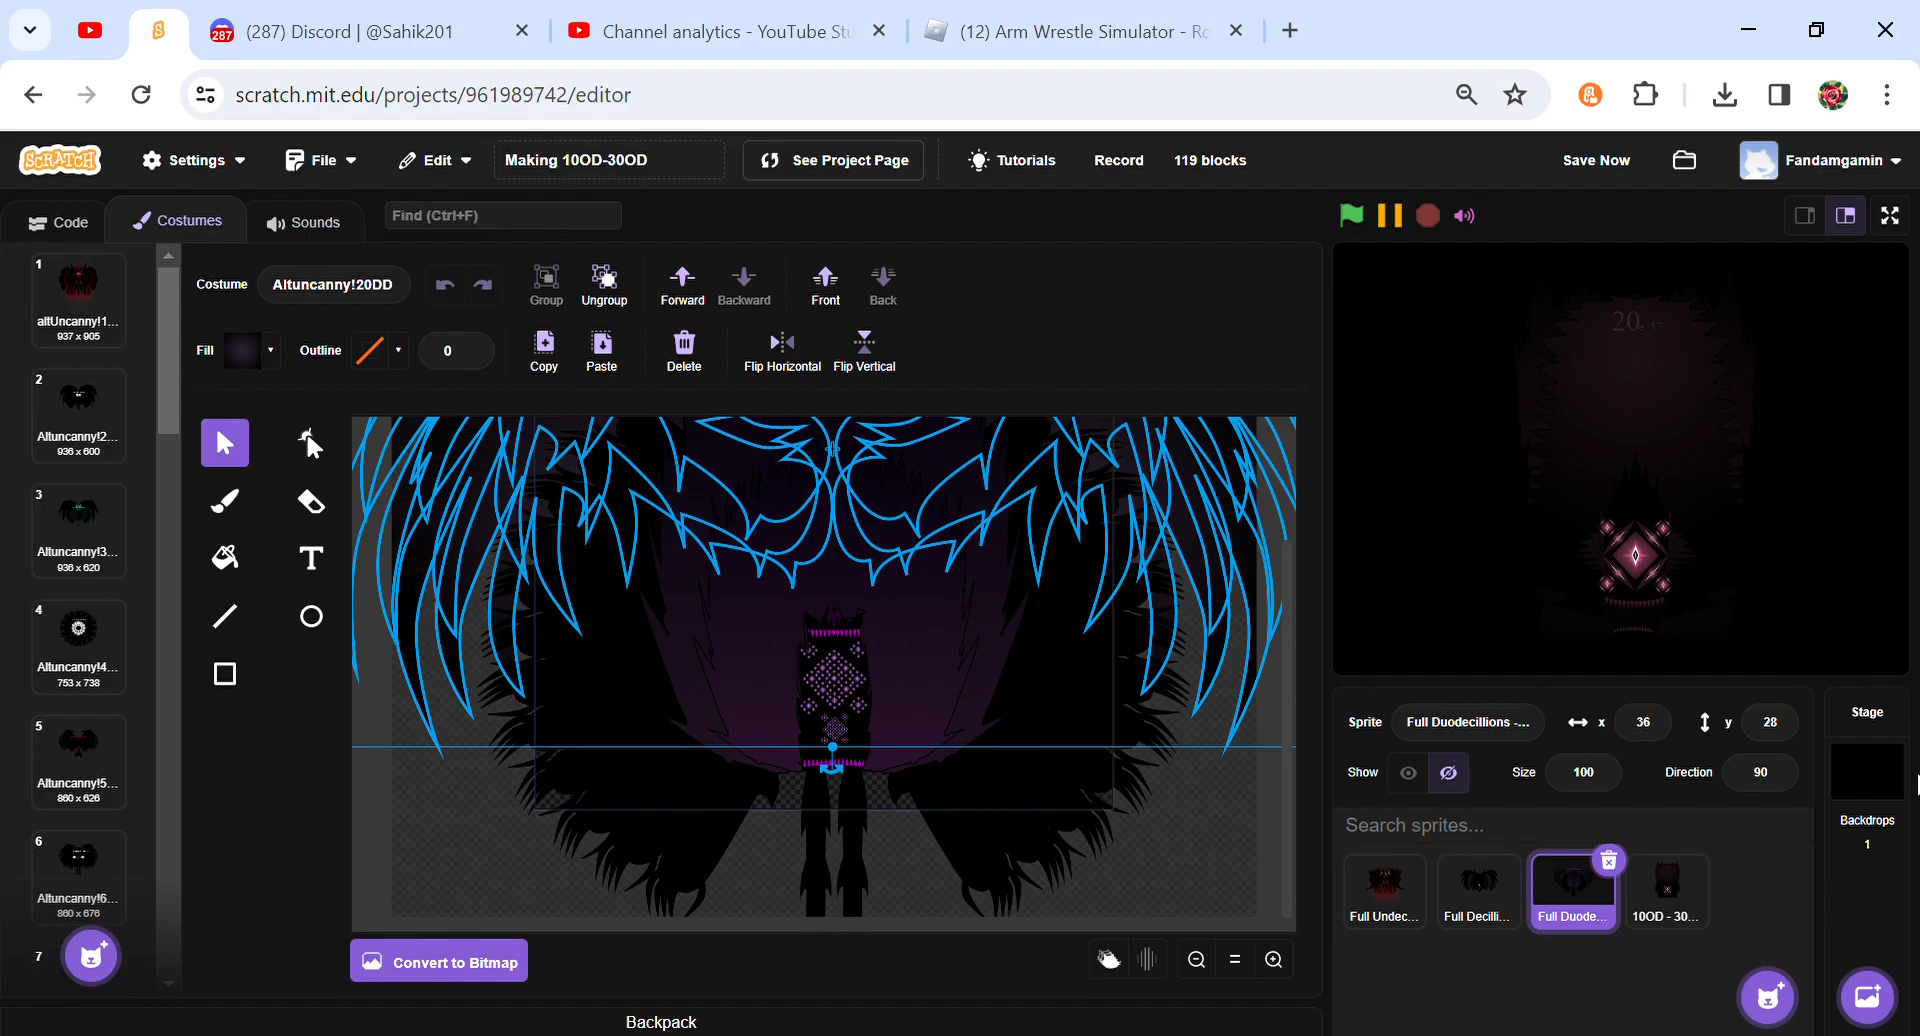 287
(287) Discord | @Sahik201
Channel analytics - YouTube Stu
(12) Arm Wrestle Simulator - Ro
scratch.mit.edu/projects/961989742/editor
SCRATCH
Settings
File
Edit
Making 10OD-30OD
See Project Page
Tutorials
Record
119 blocks
Save Now
Fandamgamin
Code
Costumes
Sounds
Find (Ctrl+F)
Costume
Altuncanny!20DD
Group
Ungroup
Forward
Backward
Front
Back
Fill
Outline
0
Copy
Paste
Delete
Flip Horizontal
Flip Vertical
1
altUncanny!1...
937 x 905
2
Altuncanny!2...
936 x 600
3
Altuncanny!3...
936 x 620
4
Altuncanny!4...
753 x 738
5
Altuncanny!5...
860 x 626
6
Altuncanny!6...
860 x 676
7
T
Convert to Bitmap
Backpack
Sprite
Full Duodecillions -...
x
36
y
28
Show
Size
100
Direction
90
Search sprites...
Full Undec...
Full Decilli...
Full Duode...
10OD - 30...
Stage
Backdrops
1